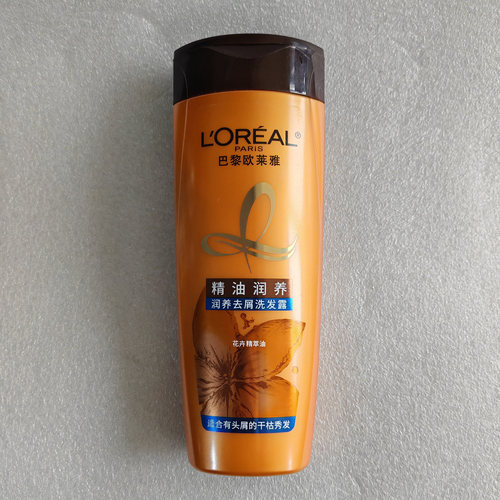 L'ORÉAL®
PARIS
巴黎欧莱雅
精油润养
润养去屑洗发露
花卉精萃油
适合有头屑的干枯秀发